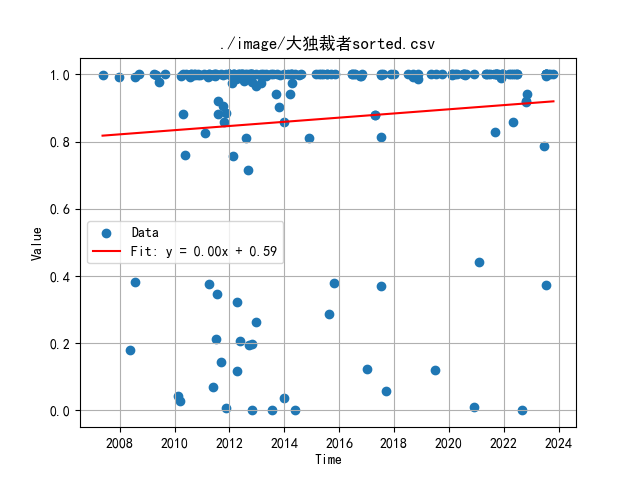 ./image/大独裁者sorted.csv
1.0
0.8
0.6
0.4
0.2
0.0
Value
Data
Fit: y = 0.00x + 0.59
2008 2010 2012 2014 2016 2018 2020 2022 2024
Time